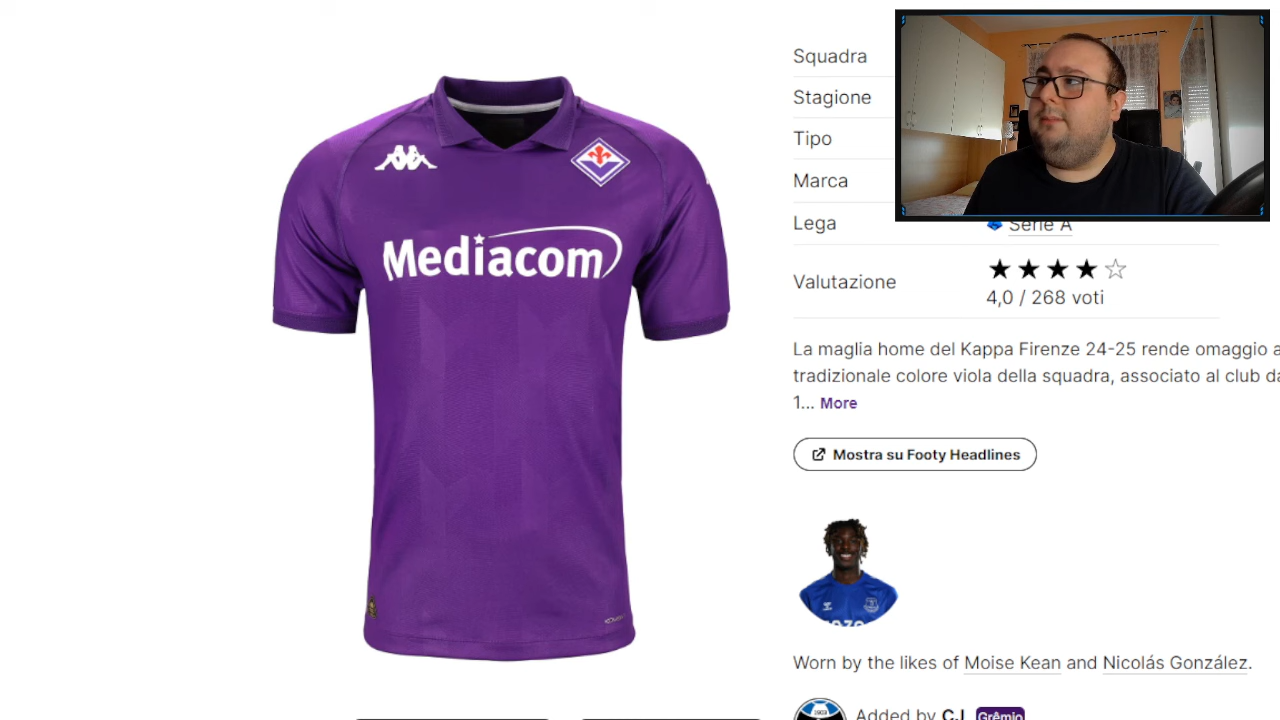 Mediacom
Squadra
Stagione
Tipo
Marca
Lega
Serie A
Valutazione
4,0 / 268 voti
La maglia home del Kappa Firenze 24-25 rende omaggio a
tradizionale colore viola della squadra, associato al club da
1... More
Mostra su Footy Headlines
Worn by the likes of Moise Kean and Nicolás González.
Added by CJ Grêmio